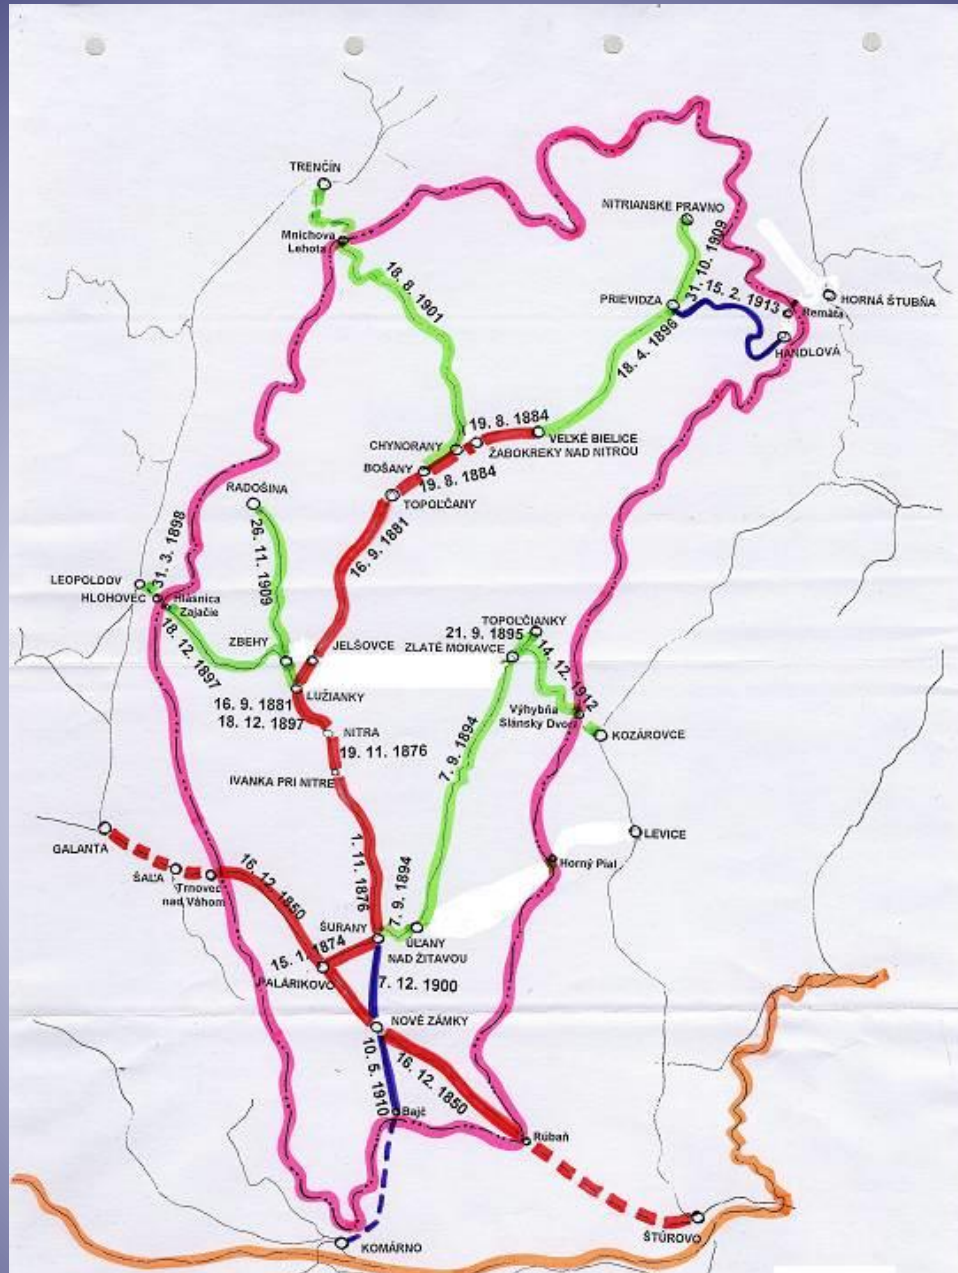 TRENČÍN
Mníchova
Lehota
18. 8. 1901
NITRIANSKE PRAVNO
31. 10. 1909
PRIEVIDZA
15. 2. 1913
Remata
HORNÁ ŠTUBŇA
HANDLOVÁ
18. 4. 1896
19. 8. 1884
CHYNORANY
VEĽKÉ BIELICE
ŽABOKREKY NAD NITROU
BOŠANY
19. 8. 1884
TOPOĽČANY
RADOŠINA
16. 9. 1881
26. 11. 1909
31. 3. 1898
LEOPOLDOV
HLOHOVEC
Hlásnica
Zajačie
18. 12. 1897
ZBEHY
JELŠOVCE
LUŽIANKY
16. 9. 1881
18. 12. 1897
NITRA
19. 11. 1876
IVANKA PRI NITRE
TOPOĽČIANKY
21. 9. 1895
ZLATÉ MORAVCE
14. 12. 1912
Výhybňa
Slánsky Dvor
KOZÁROVCE
7. 9. 1894
LEVICE
GALANTA
ŠAĽA
Trnovec
nad Váhom
16. 12. 1850
1. 11. 1876
7. 9. 1894
Horný Pial
ŠURANY
ÚĽANY
NAD ŽITAVOU
15. 1. 1874
PALÁRIKOVO
7. 12. 1900
NOVÉ ZÁMKY
10. 5. 1910
16. 12. 1850
Bajč
Rúbaň
ŠTÚROVO
KOMÁRNO